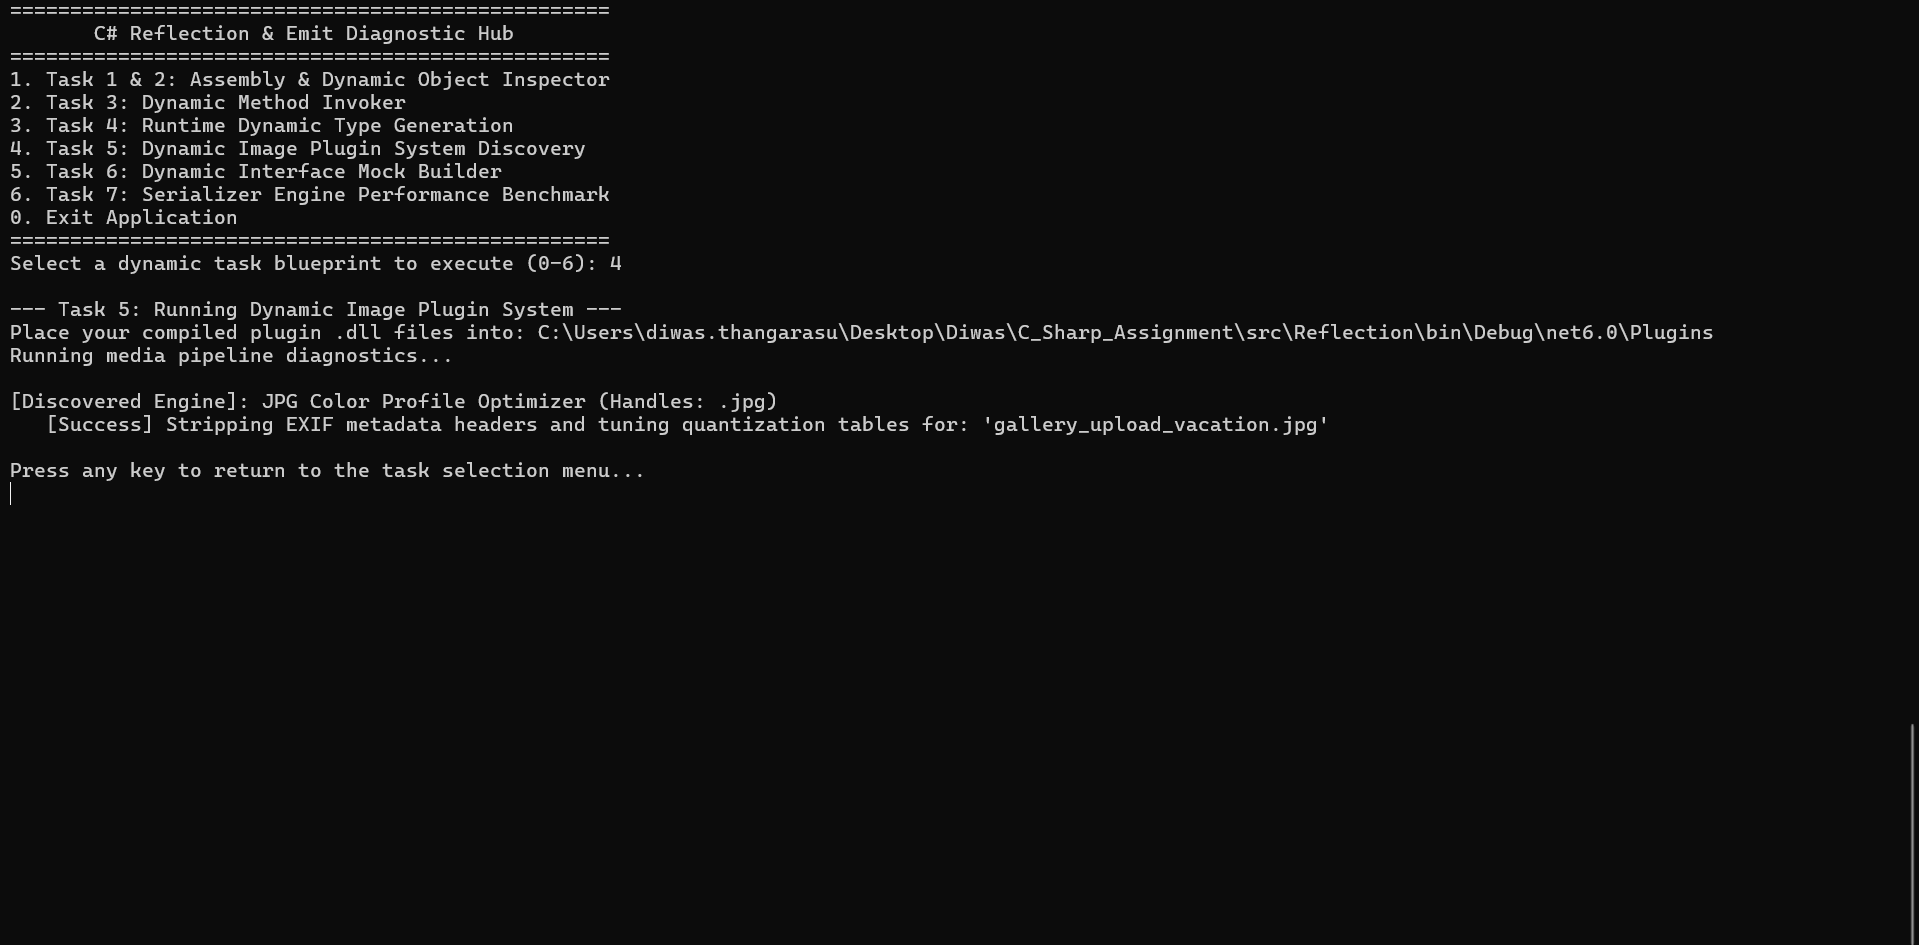 ==================================================
C# Reflection & Emit Diagnostic Hub
==================================================
1. Task 1 & 2: Assembly & Dynamic Object Inspector
2. Task 3: Dynamic Method Invoker
3. Task 4: Runtime Dynamic Type Generation
4. Task 5: Dynamic Image Plugin System Discovery
5. Task 6: Dynamic Interface Mock Builder
6. Task 7: Serializer Engine Performance Benchmark
0. Exit Application
==================================================
Select a dynamic task blueprint to execute (0-6): 4
--- Task 5: Running Dynamic Image Plugin System ---
Place your compiled plugin .dll files into: C:\Users\diwas.thangarasu\Desktop\Diwas\C_Sharp_Assignment\src\Reflection\bin\Debug\net6.0\Plugins
Running media pipeline diagnostics...
[Discovered Engine]: JPG Color Profile Optimizer (Handles: .jpg)
[Success] Stripping EXIF metadata headers and tuning quantization tables for: 'gallery_upload_vacation.jpg'
Press any key to return to the task selection menu...